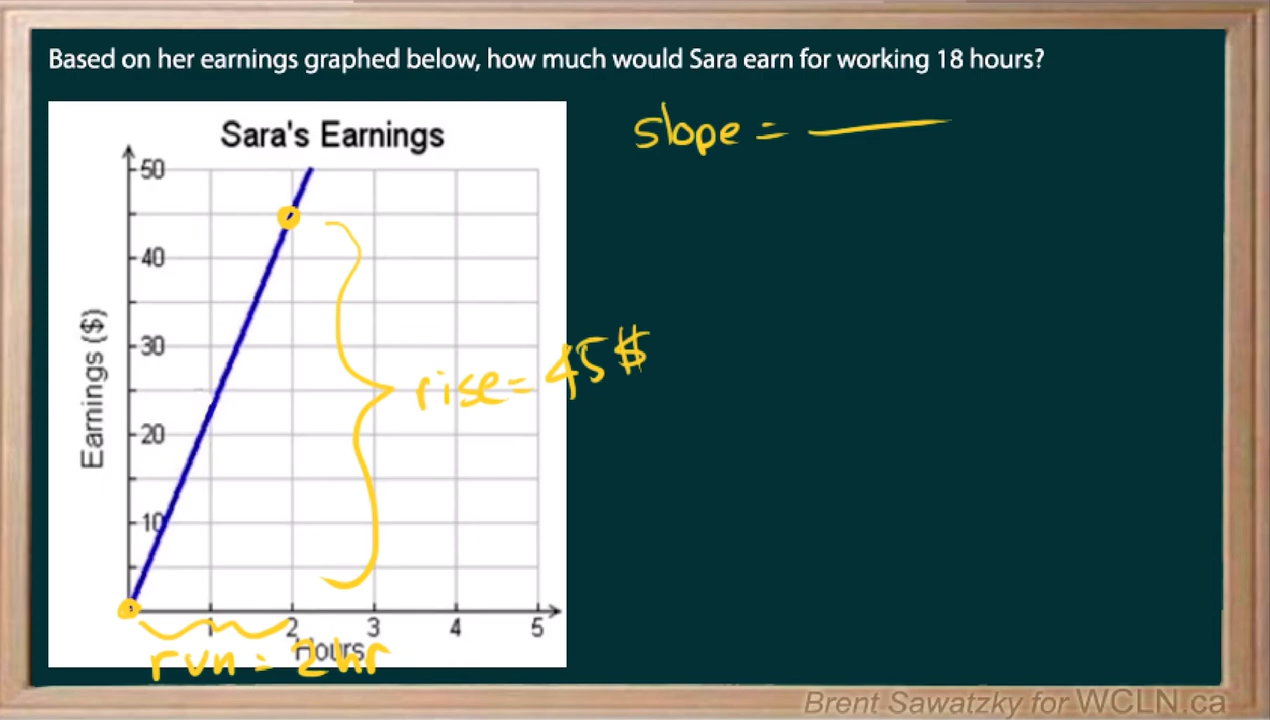 Based on her earnings graphed below, how much would Sara earn for working 18 hours?
slope =
Sara's Earnings
50
40
30
20
10
Earnings ($)
rise = 45$
1 2 3 4 5
Hours
run = 2 hr
Brent Sawatzky for WCLN.ca